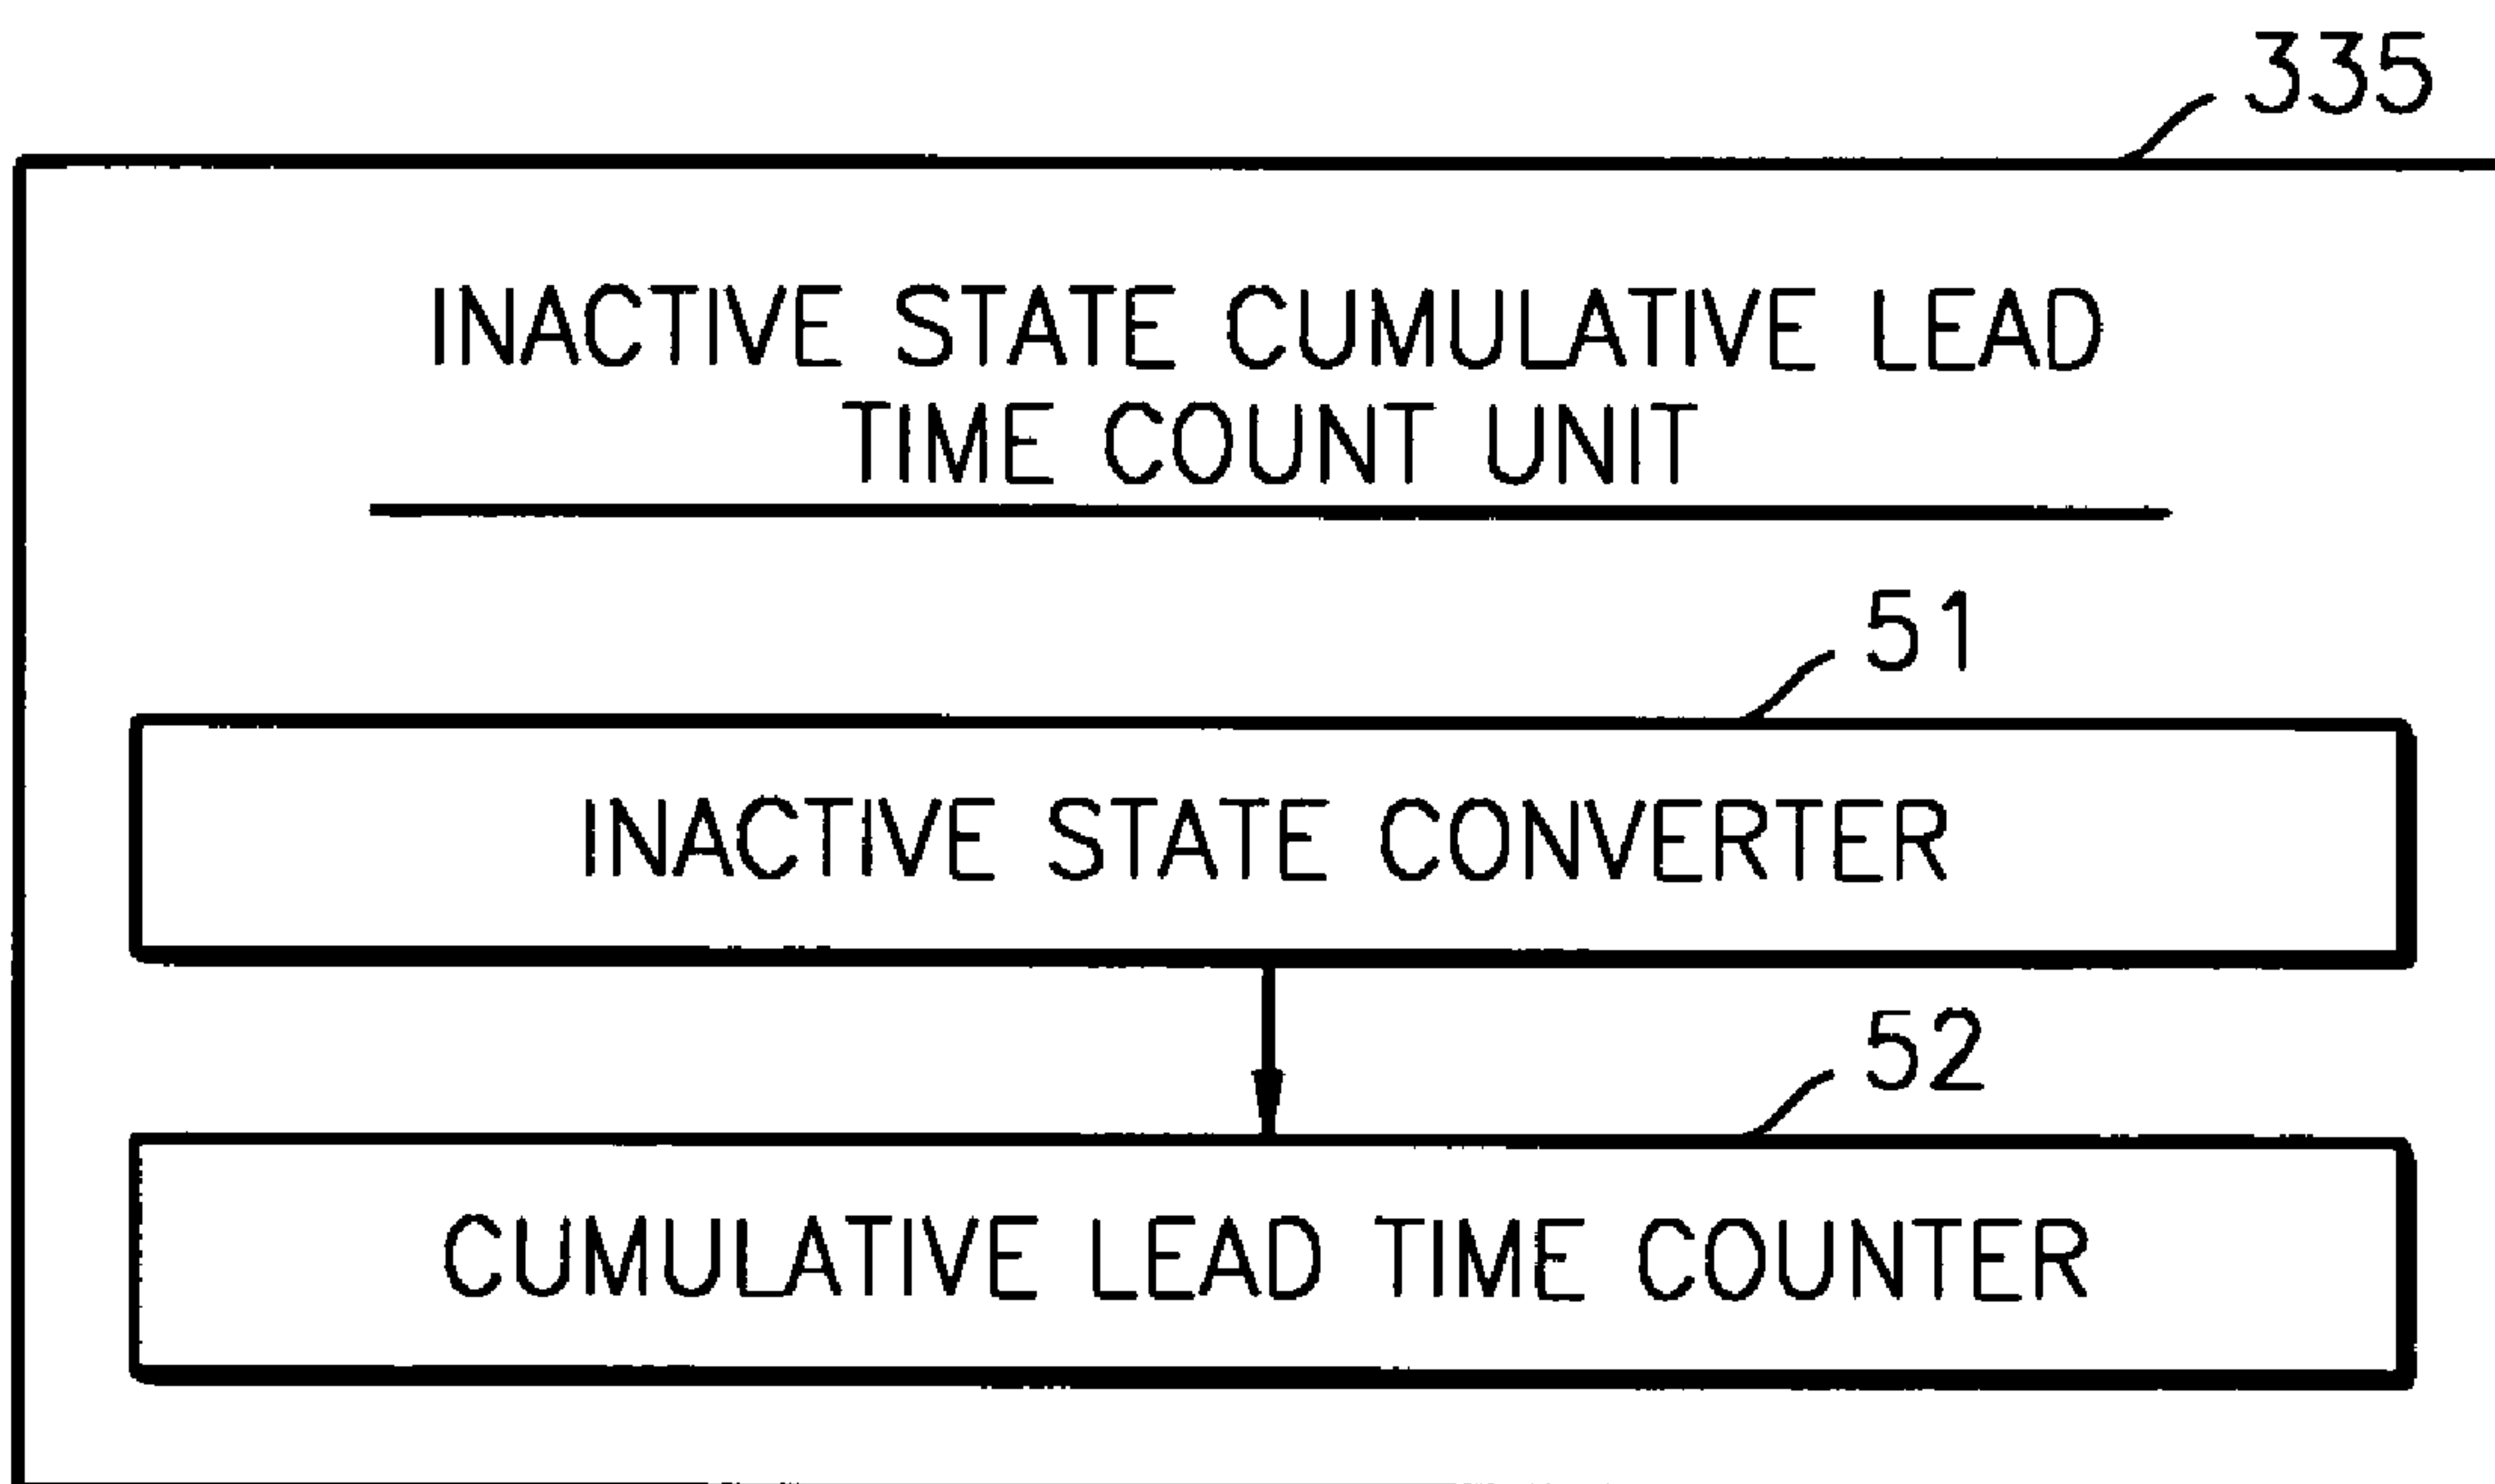 335
INACTIVE STATE CUMULATIVE LEAD
TIME COUNT UNIT
51
INACTIVE STATE CONVERTER
52
CUMULATIVE LEAD TIME COUNTER